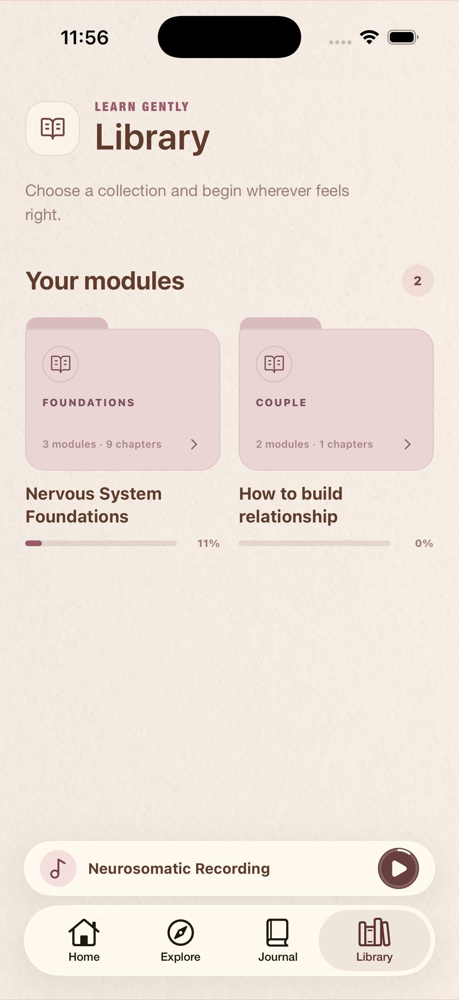 11:56
LEARN GENTLY
Library
Choose a collection and begin wherever feels
right.
Your modules
2
FOUNDATIONS
3 modules · 9 chapters
COUPLE
2 modules · 1 chapters
Nervous System
Foundations
11%
How to build
relationship
0%
Neurosomatic Recording
Home
Explore
Journal
Library